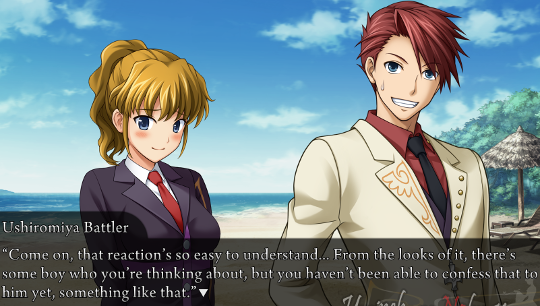 Ushiromiya Battler
“Come on, that reaction's so easy to understand... From the looks of it, there's
some boy who you're thinking about, but you haven't been able to confess that to
him yet, something like that.”